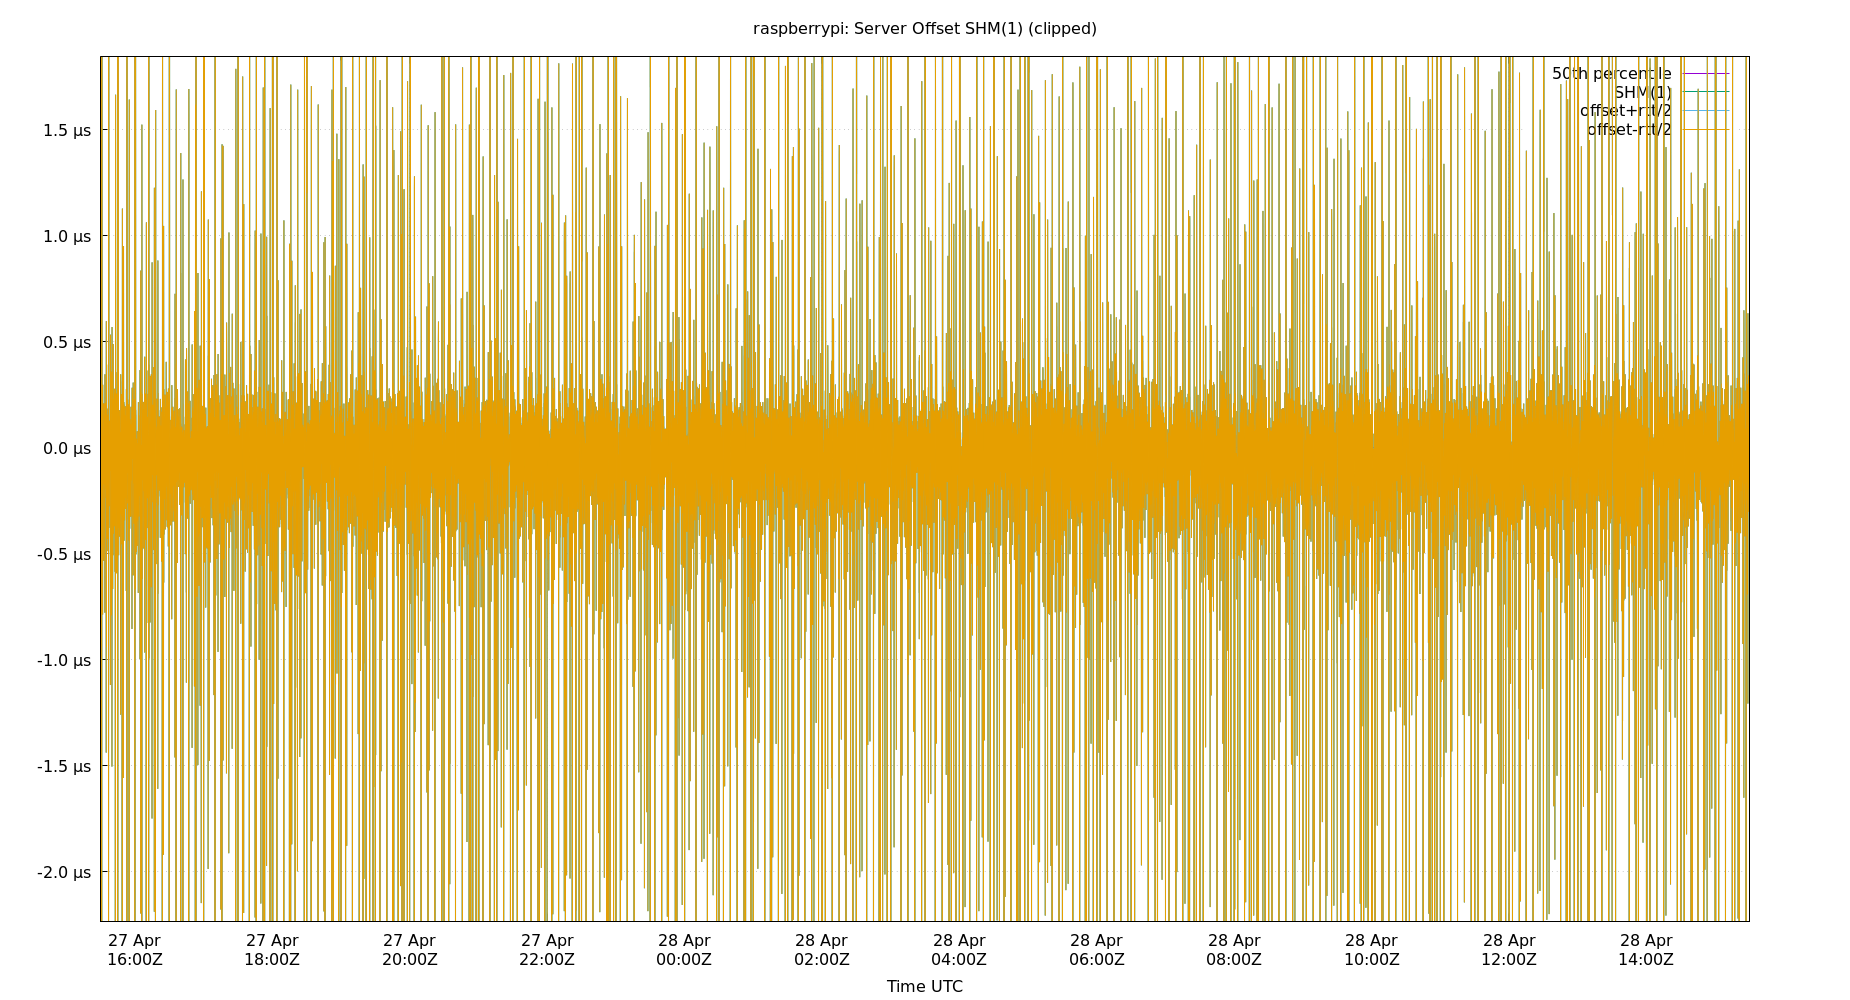 raspberrypi: Server Offset SHM(1) (clipped)
50th percentile
SHM(1)
offset+rtt/2
offset-rtt/2
1.5 µs
1.0 µs
0.5 µs
0.0 µs
-0.5 µs
-1.0 µs
-1.5 µs
-2.0 µs
27 Apr 27 Apr 27 Apr 27 Apr 28 Apr 28 Apr 28 Apr 28 Apr 28 Apr 28 Apr 28 Apr 28 Apr
16:00Z 18:00Z 20:00Z 22:00Z 00:00Z 02:00Z 04:00Z 06:00Z 08:00Z 10:00Z 12:00Z 14:00Z
Time UTC